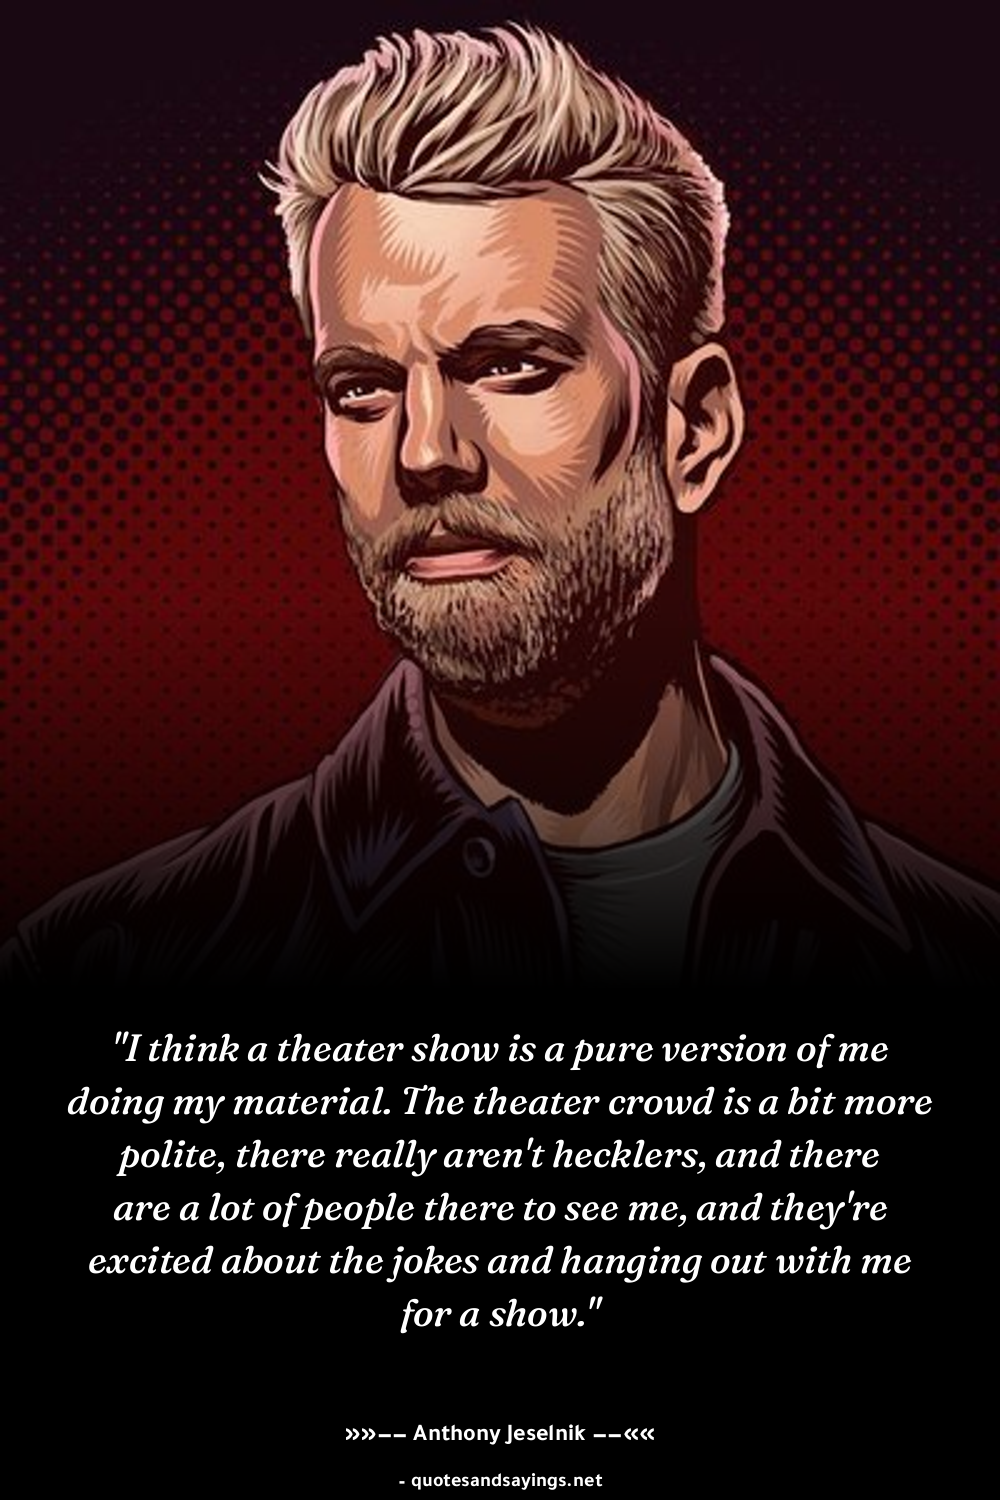 "I think a theater show is a pure version of me
doing my material. The theater crowd is a bit more
polite, there really aren't hecklers, and there
are a lot of people there to see me, and they're
excited about the jokes and hanging out with me
for a show."
»»–– Anthony Jeselnik ––««
- quotesandsayings.net